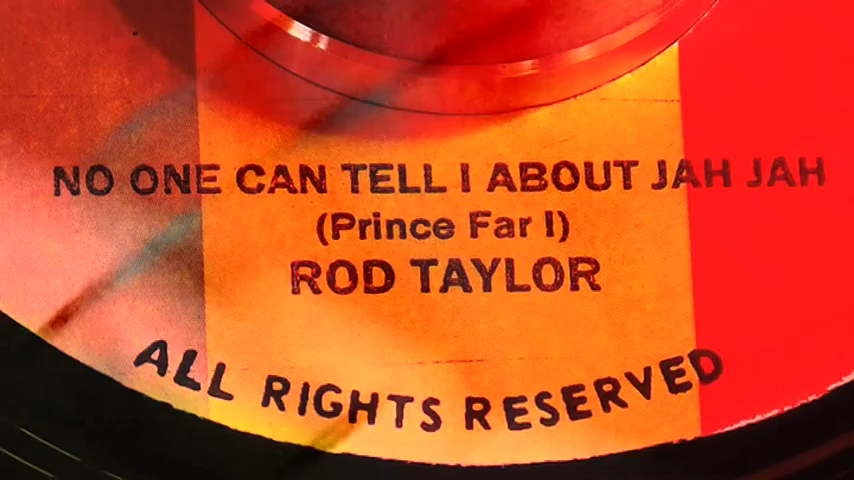 NO ONE CAN TELL I ABOUT JAH JAH
(Prince Far I)
ROD TAYLOR
ALL RIGHTS RESERVED